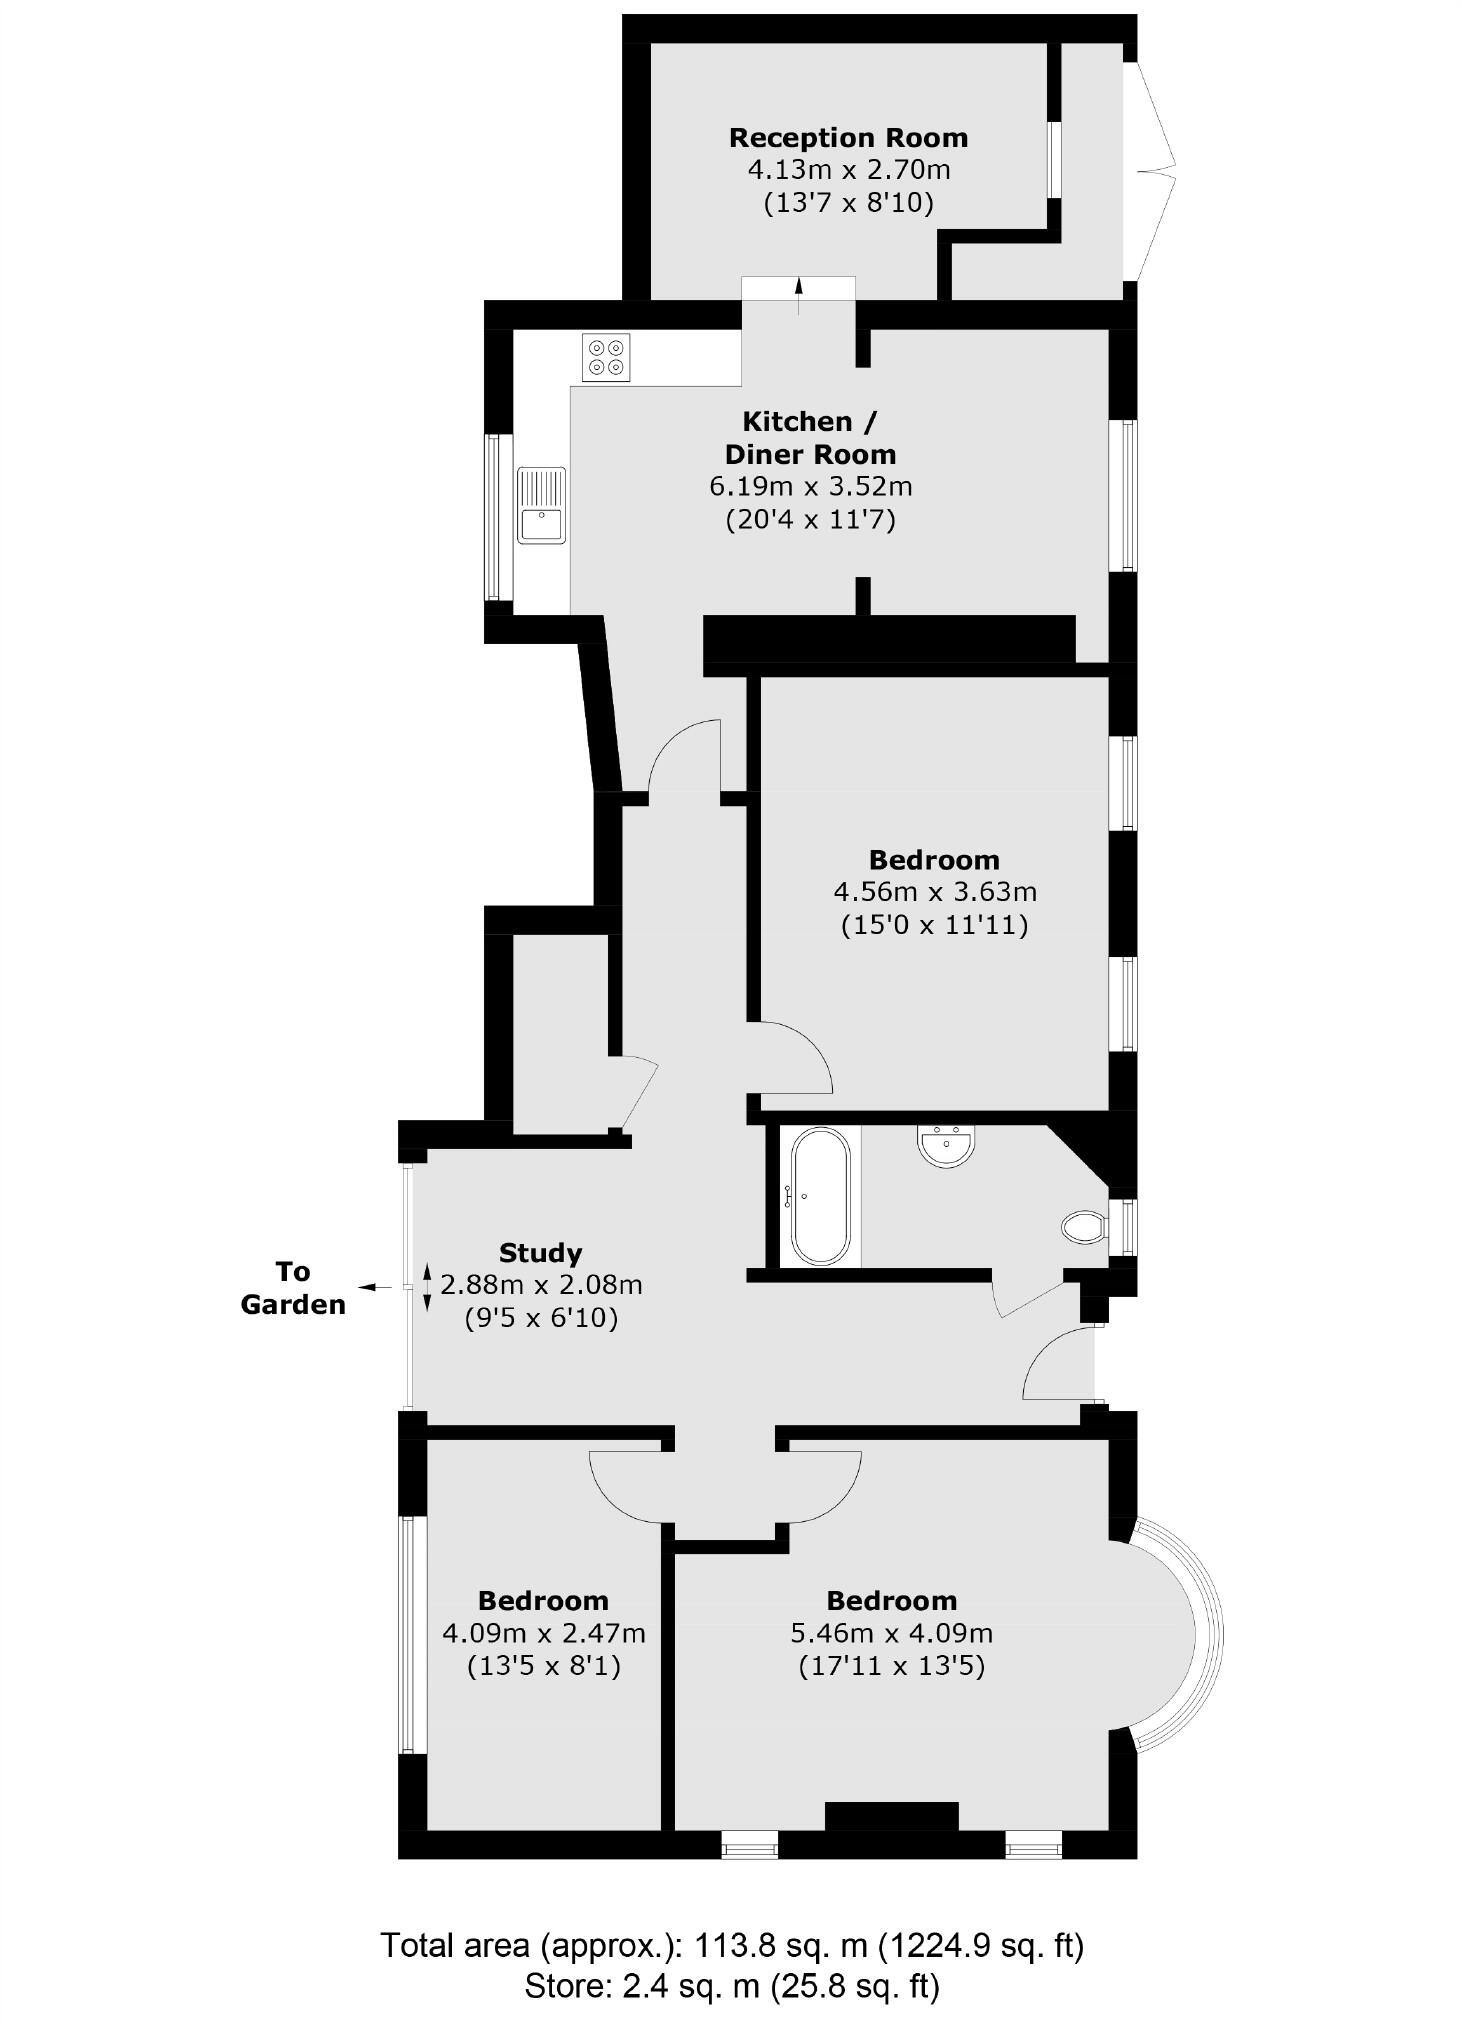 Reception Room
4.13m x 2.70m
(13'7 x 8'10)
Kitchen /
Diner Room
6.19m x 3.52m
(20'4 x 11'7)
Bedroom
4.56m x 3.63m
(15'0 x 11'11)
To
Garden
Study
2.88m x 2.08m
(9'5 x 6'10)
Bedroom
4.09m x 2.47m
(13'5 x 8'1)
Bedroom
5.46m x 4.09m
(17'11 x 13'5)
Total area (approx.): 113.8 sq. m (1224.9 sq. ft)
Store: 2.4 sq. m (25.8 sq. ft)